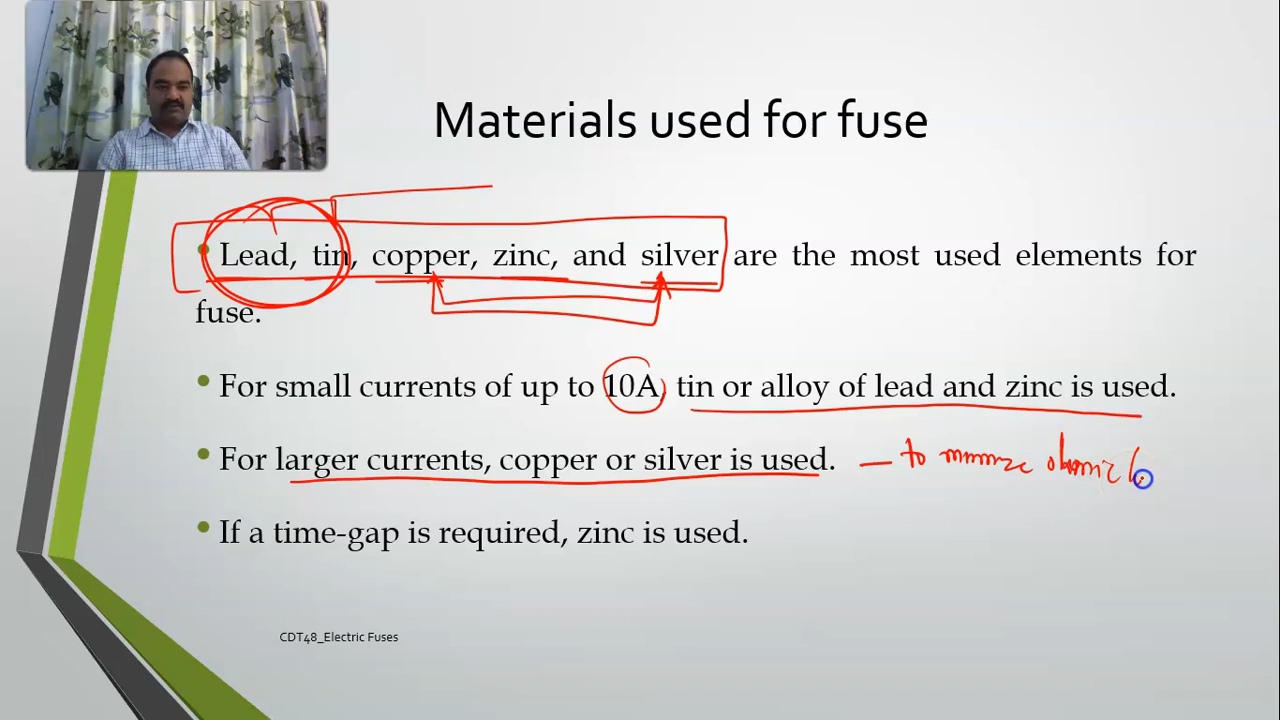 Materials used for fuse
• Lead, tin, copper, zinc, and silver are the most used elements for
fuse.
• For small currents of up to 10A, tin or alloy of lead and zinc is used.
• For larger currents, copper or silver is used. — to minimize ohmic
• If a time-gap is required, zinc is used.
CDT48_Electric Fuses